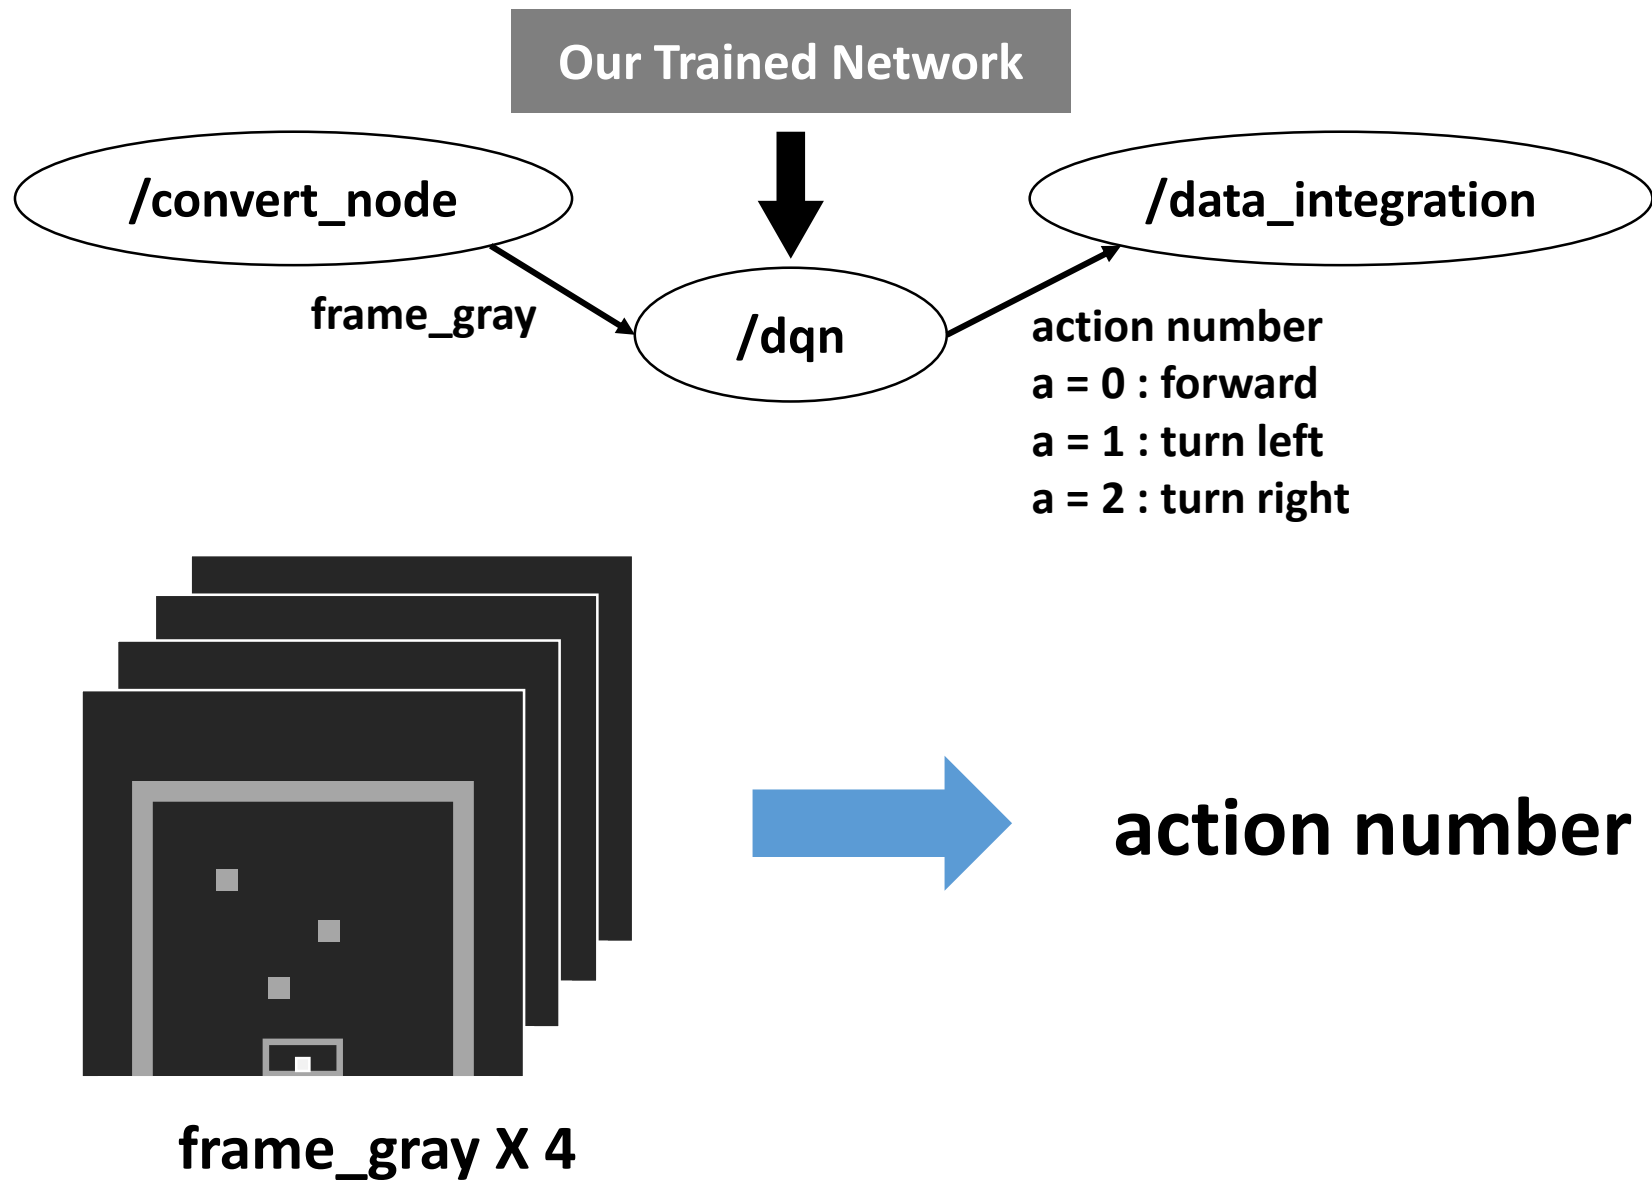 Our Trained Network
/convert_node
/data_integration
frame_gray
/dqn
action number
a = 0 : forward
a = 1 : turn left
a = 2 : turn right
action number
frame_gray X 4